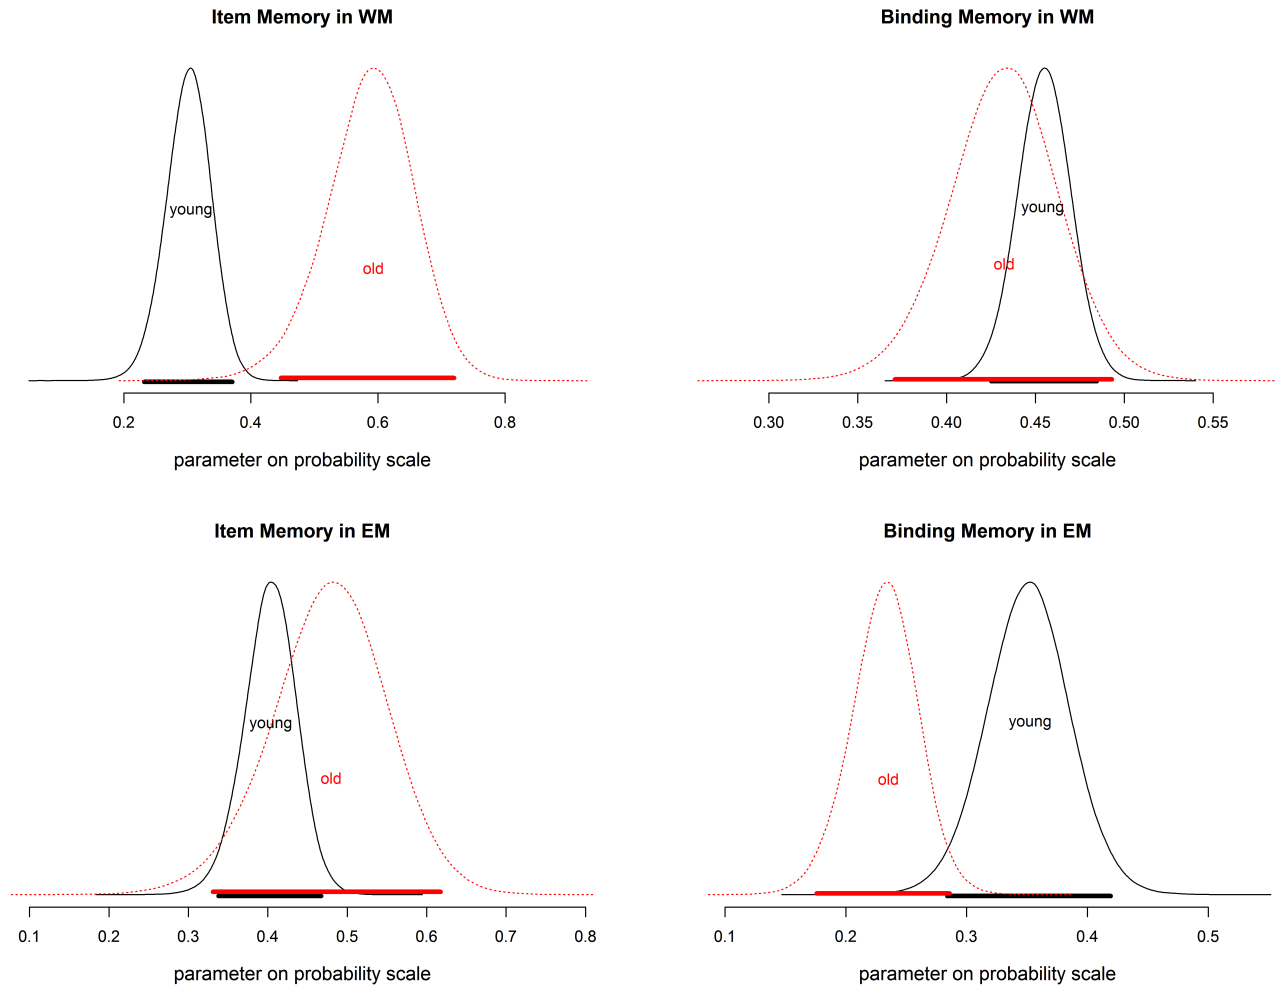 Item Memory in WM
young
old
0.2 0.4 0.6 0.8
parameter on probability scale
Binding Memory in WM
young
old
0.30 0.35 0.40 0.45 0.50 0.55
parameter on probability scale
Item Memory in EM
young
old
0.1 0.2 0.3 0.4 0.5 0.6 0.7 0.8
parameter on probability scale
Binding Memory in EM
young
old
0.1 0.2 0.3 0.4 0.5
parameter on probability scale